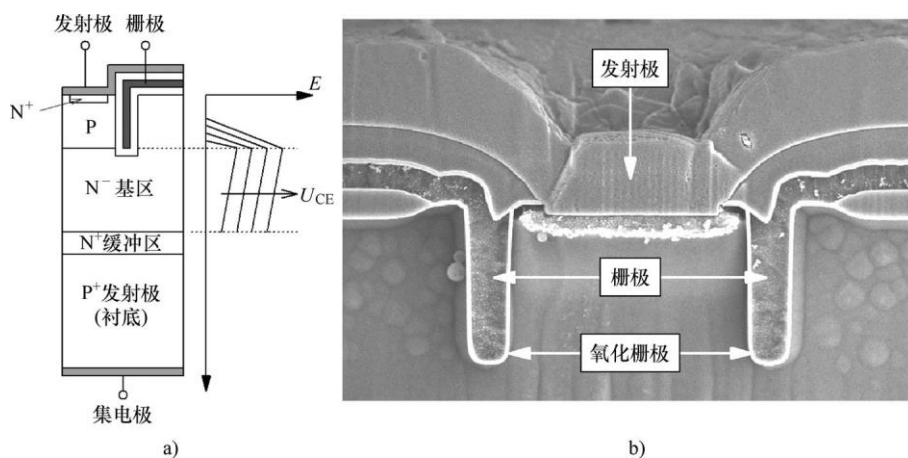 发射极 栅极
N⁺
P
N⁻ 基区
N⁺缓冲区
P⁺发射极
(衬底)
集电极
E
U_CE
a)
发射极
栅极
氧化栅极
b)